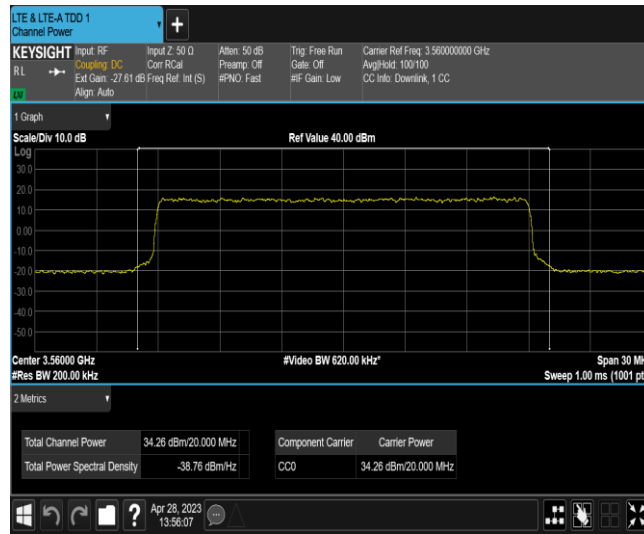 LTE & LTE-A TDD 1
Channel Power
+
KEYSIGHT Input: RF Input Z: 50 Ω Atten: 50 dB Trig: Free Run Carrier Ref Freq: 3.560000000 GHz
RL Coupling: DC Corr RCal Preamp: Off Gate: Off Avg|Hold: 100/100
Ext Gain: -27.61 dB Freq Ref: Int (S) #PNO: Fast #IF Gain: Low CC Info: Downlink, 1 CC
Align: Auto
1 Graph
Scale/Div 10.0 dB Ref Value 40.00 dBm
Log
30.0
20.0
10.0
0.00
-10.0
-20.0
-30.0
-40.0
-50.0
Center 3.56000 GHz #Video BW 620.00 kHz* Span 30 MH
#Res BW 200.00 kHz Sweep 1.00 ms (1001 pt
2 Metrics
Total Channel Power 34.26 dBm/20.000 MHz Component Carrier Carrier Power
Total Power Spectral Density -38.76 dBm/Hz CC0 34.26 dBm/20.000 MHz
? Apr 28, 2023
13:56:07